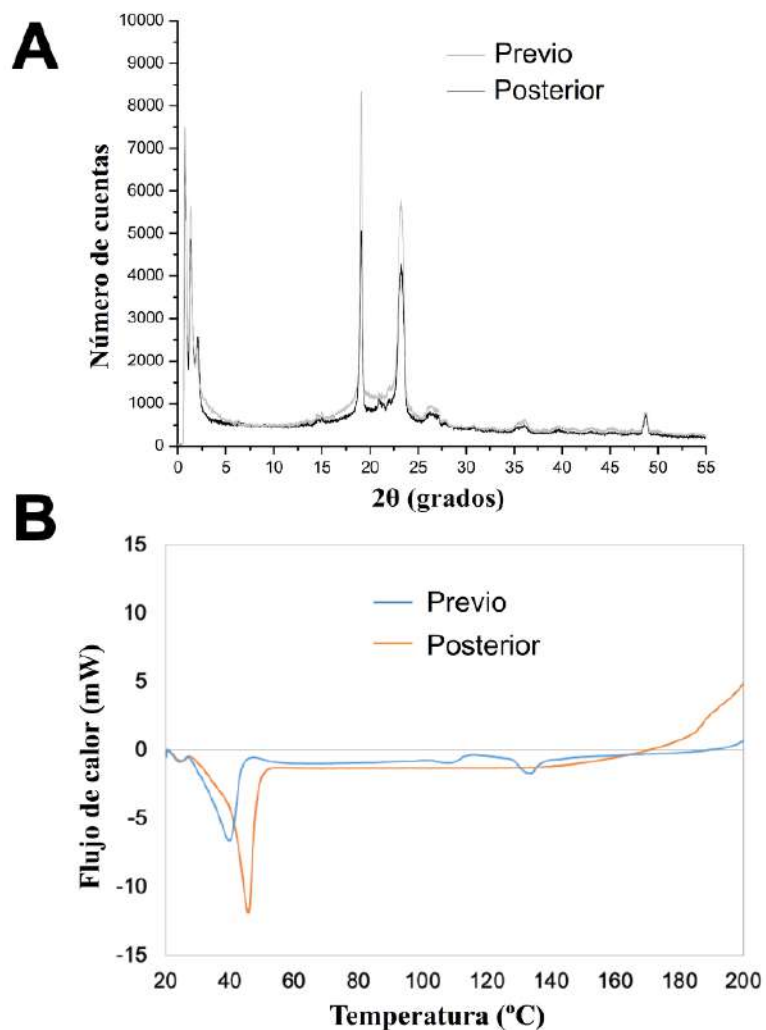 A
10000
9000
8000
7000
6000
5000
4000
3000
2000
1000
0
Número de cuentas
Previo
Posterior
0 5 10 15 20 25 30 35 40 45 50 55
2θ (grados)
B
15
10
5
0
-5
-10
-15
Flujo de calor (mW)
Previo
Posterior
20 40 60 80 100 120 140 160 180 200
Temperatura (ºC)